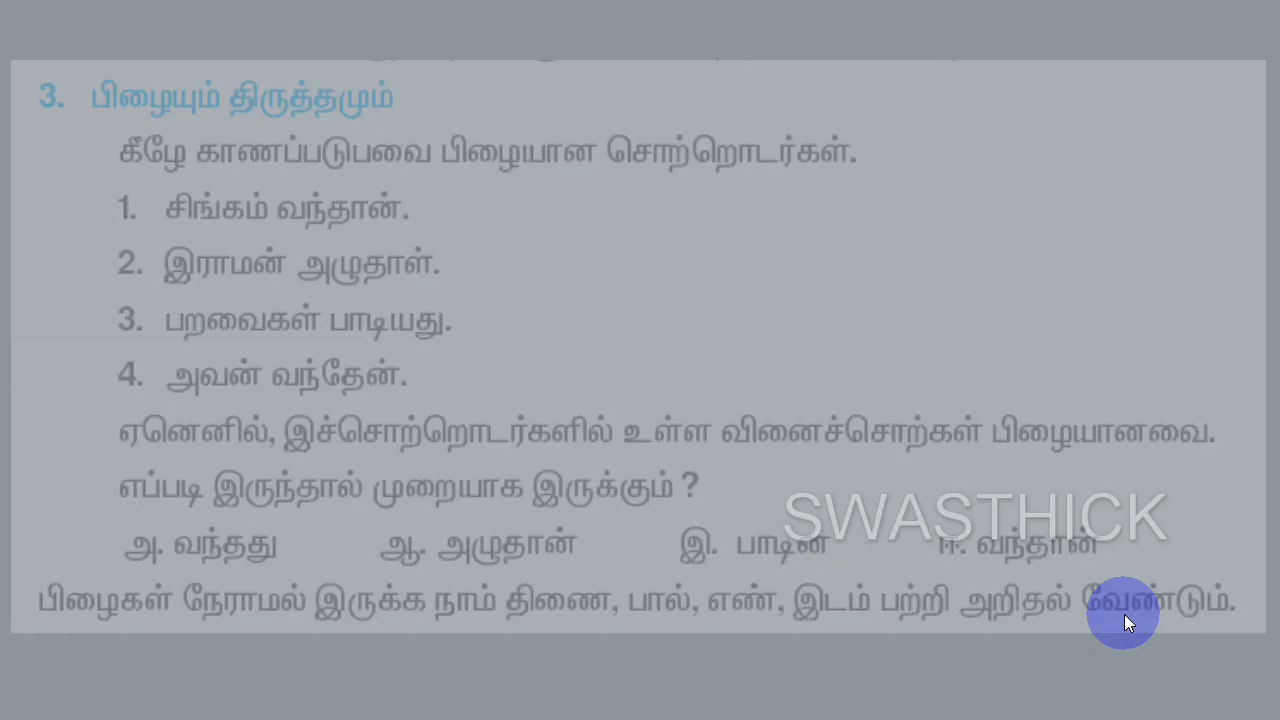 3. பிழையும் திருத்தமும்
கீழே காணப்படுபவை பிழையான சொற்றொடர்கள்.
1. சிங்கம் வந்தான்.
2. இராமன் அழுதாள்.
3. பறவைகள் பாடியது.
4. அவன் வந்தேன்.
ஏனெனில், இச்சொற்றொடர்களில் உள்ள வினைச்சொற்கள் பிழையானவை.
எப்படி இருந்தால் முறையாக இருக்கும் ?
SWASTHICK
அ. வந்தது ஆ. அழுதான் இ. பாடின ஈ. வந்தான்
பிழைகள் நேராமல் இருக்க நாம் திணை, பால், எண், இடம் பற்றி அறிதல் வேண்டும்.